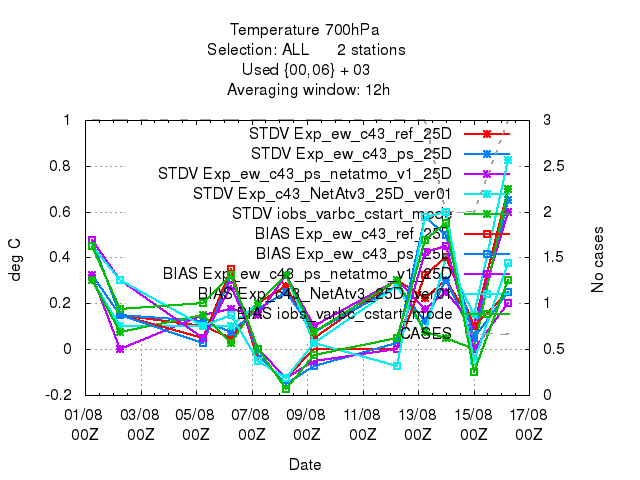 Temperature 700hPa
Selection: ALL 2 stations
Used {00,06} + 03
Averaging window: 12h
1
0.8
0.6
0.4
0.2
0
-0.2
deg C
3
2.5
2
1.5
1
0.5
0
No cases
STDV Exp_ew_c43_ref_25D
STDV Exp_ew_c43_ps_25D
STDV Exp_ew_c43_ps_netatmo_v1_25D
STDV Exp_c43_NetAtv3_25D_ver01
STDV iobs_varbc_cstart_mode
BIAS Exp_ew_c43_ref_25D
BIAS Exp_ew_c43_ps_25D
BIAS Exp_ew_c43_ps_netatmo_v1_25D
BIAS Exp_c43_NetAtv3_25D_ver01
BIAS iobs_varbc_cstart_mode
CASES
01/08 03/08 05/08 07/08 09/08 11/08 13/08 15/08 17/08
00Z 00Z 00Z 00Z 00Z 00Z 00Z 00Z 00Z
Date